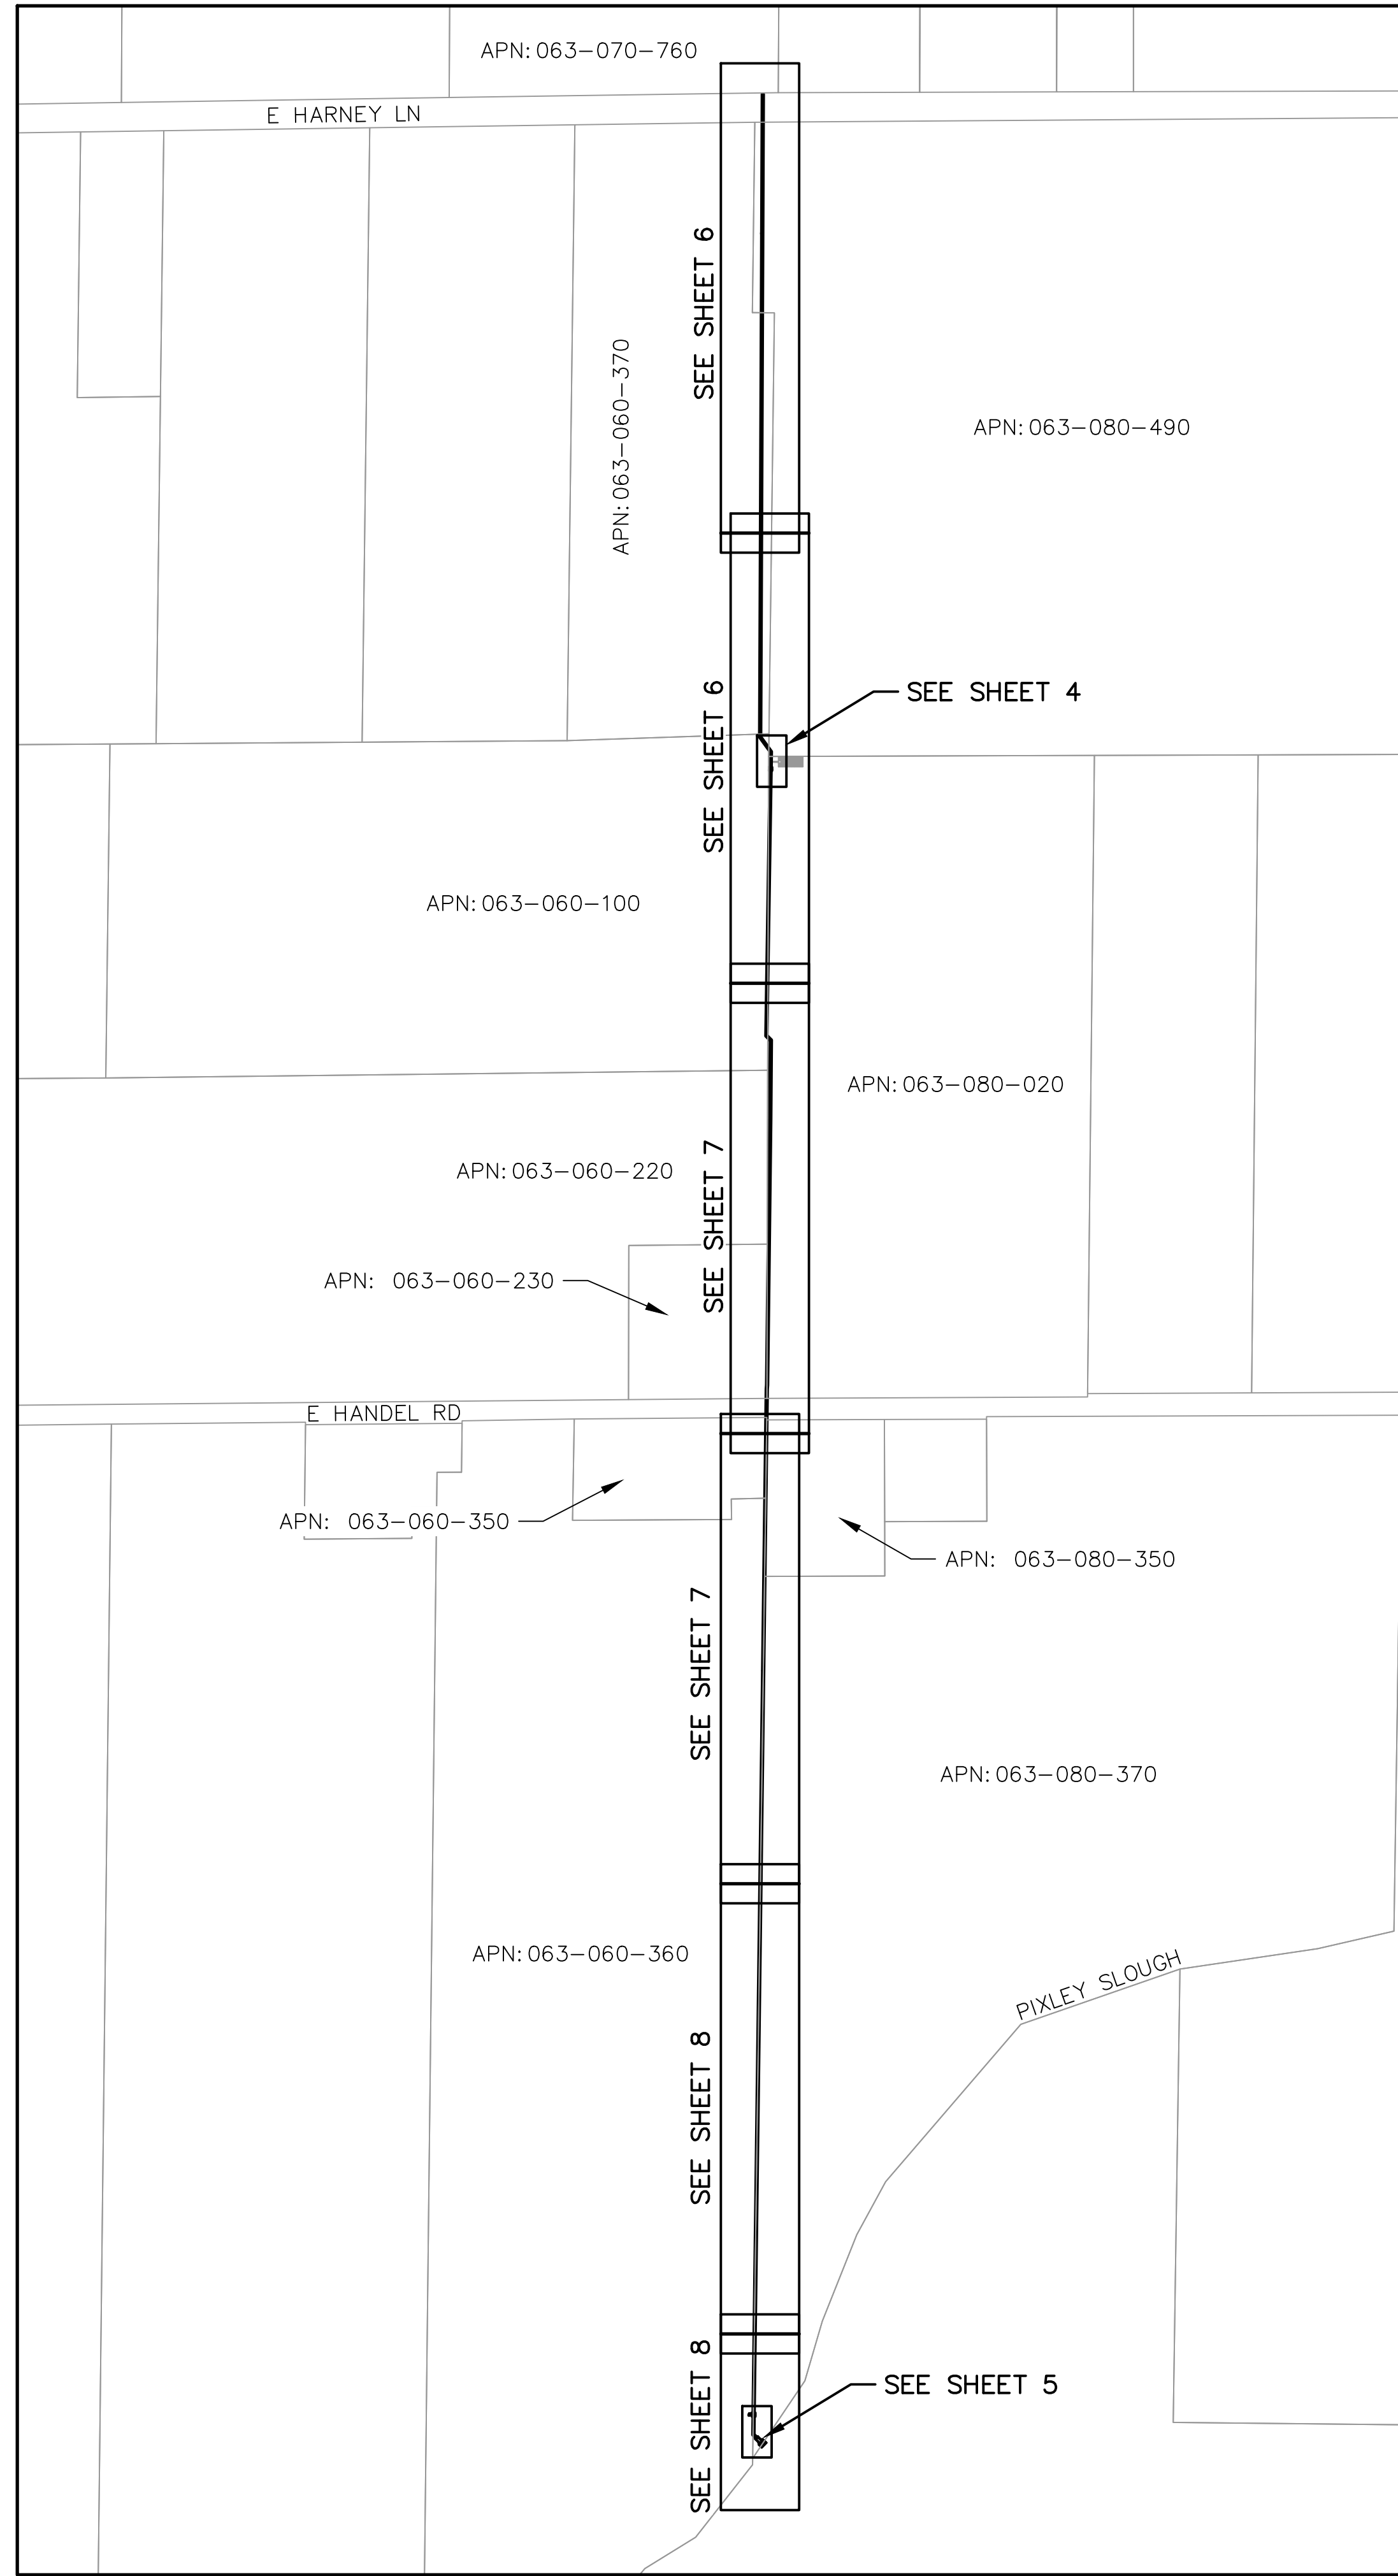 APN: 063-070-760
E HARNEY LN
SEE SHEET 6
APN: 063-060-370
APN: 063-080-490
SEE SHEET 4
SEE SHEET 6
APN: 063-060-100
APN: 063-080-020
SEE SHEET 7
APN: 063-060-220
APN: 063-060-230
E HANDEL RD
APN: 063-060-350
APN: 063-080-350
SEE SHEET 7
APN: 063-080-370
APN: 063-060-360
PIXLEY SLOUGH
SEE SHEET 8
SEE SHEET 8
SEE SHEET 5